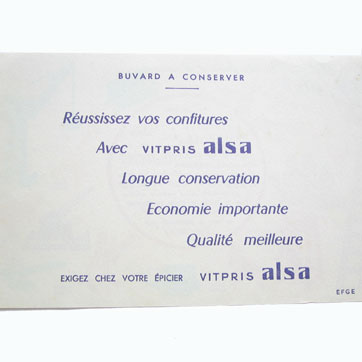 BUVARD A CONSERVER
Réussissez vos confitures
Avec VITPRIS alsa
Longue conservation
Economie importante
Qualité meilleure
EXIGEZ CHEZ VOTRE ÉPICIER VITPRIS alsa
EFGE